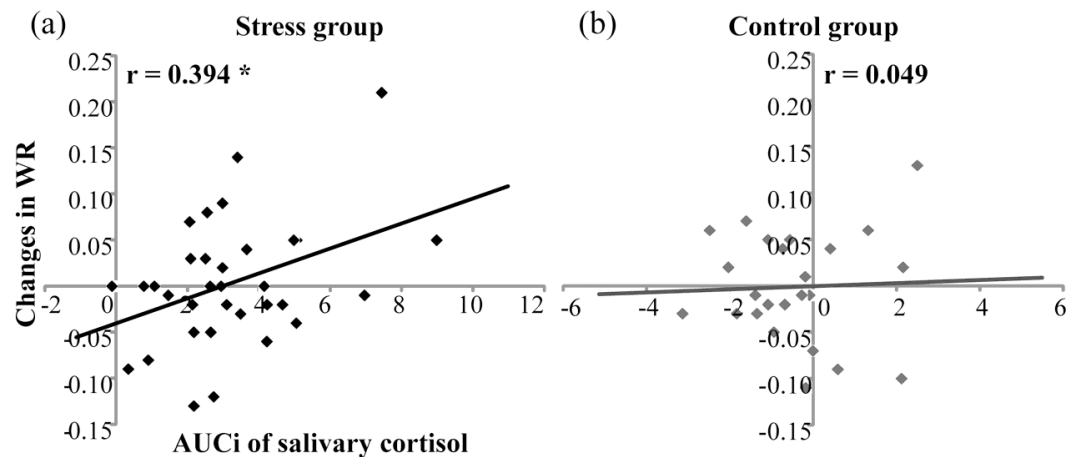 (a) Stress group
r = 0.394 *
0.25
0.20
0.15
0.10
0.05
-0.05
-0.10
-0.15
-2 0 2 4 6 8 10 12
Changes in WR
AUCi of salivary cortisol
(b) Control group
r = 0.049
0.25
0.20
0.15
0.10
0.05
-0.05
-0.10
-0.15
-6 -4 -2 0 2 4 6